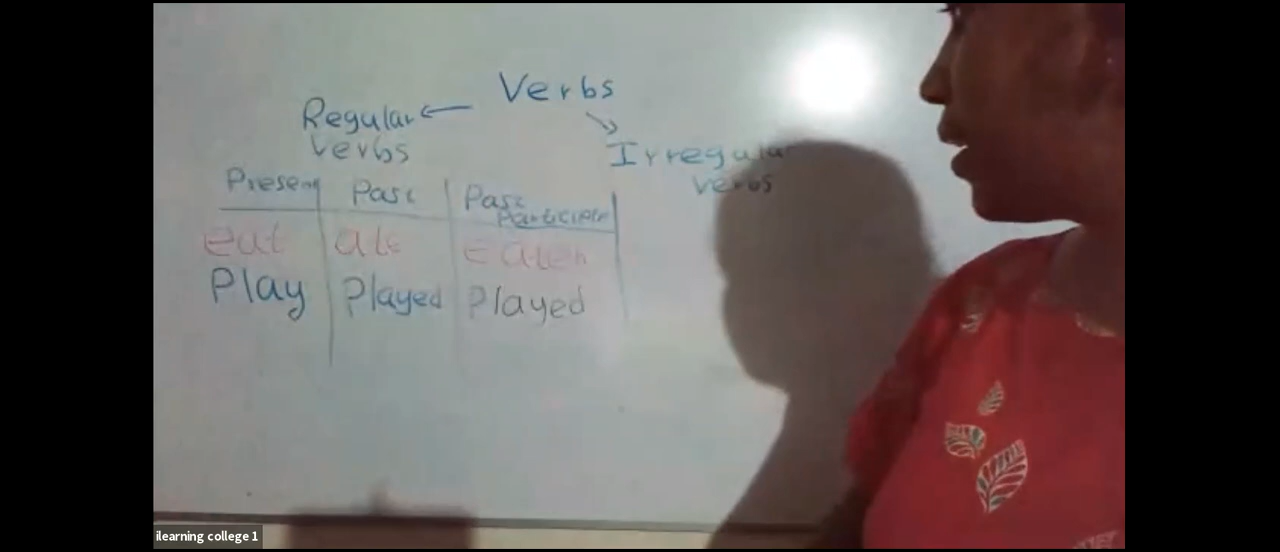 Verbs
Regular
verbs
Irregular
verbs
Present Past Past
Participle
eat ate Eaten
Play Played Played
ilearning college 1